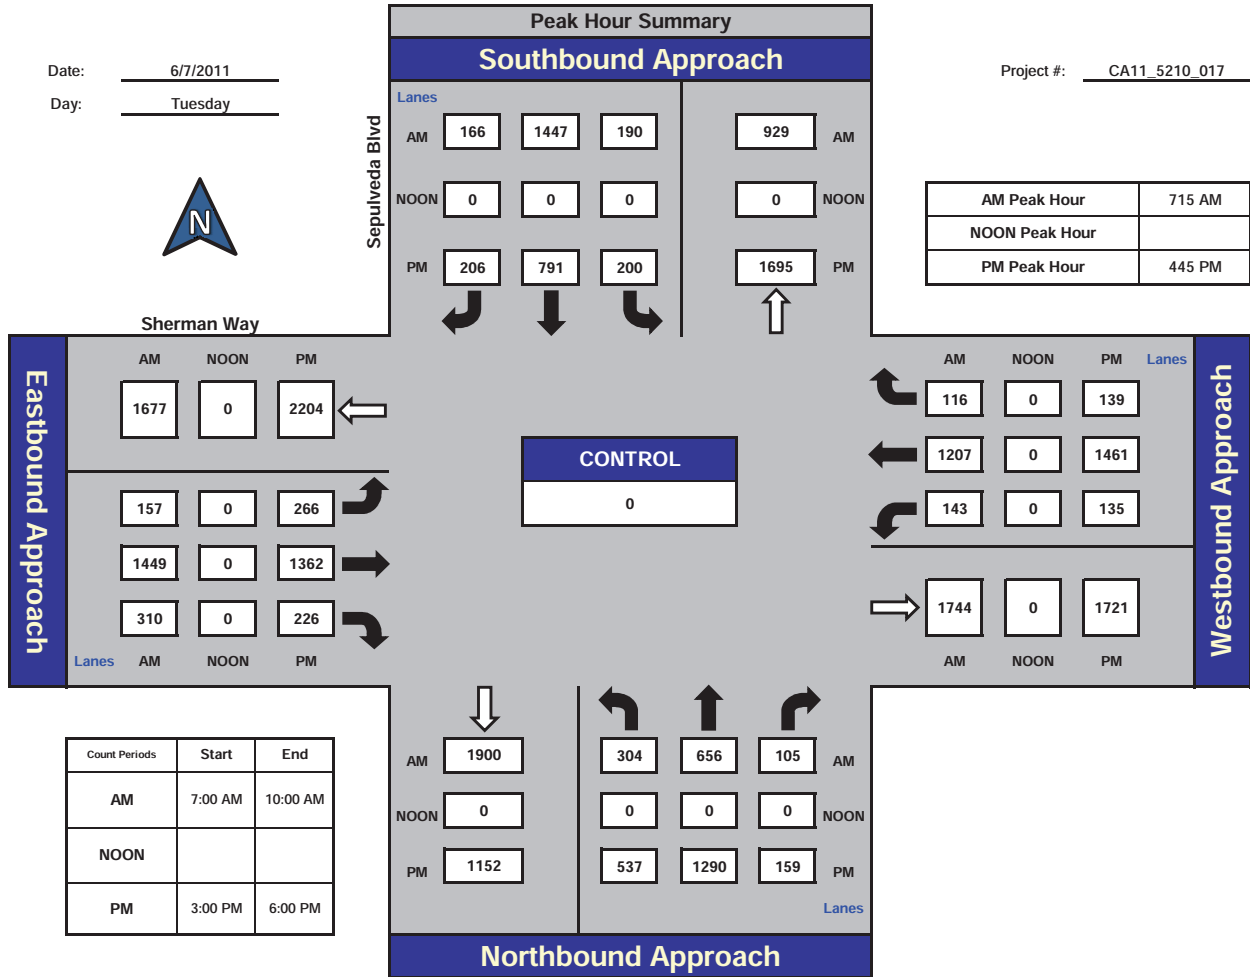 Peak Hour Summary
Southbound Approach
Date: 6/7/2011
Day: Tuesday
Project #: CA11_5210_017
N
Sepulveda Blvd
Lanes
AM 166 1447 190 929 AM
NOON 0 0 0 0 NOON
PM 206 791 200 1695 PM
AM Peak Hour 715 AM
NOON Peak Hour
PM Peak Hour 445 PM
Sherman Way
Eastbound Approach
AM NOON PM
1677 0 2204
157 0 266
1449 0 1362
310 0 226
Lanes AM NOON PM
CONTROL
0
AM NOON PM Lanes
116 0 139
1207 0 1461
143 0 135
1744 0 1721
AM NOON PM
Westbound Approach
Count Periods Start End
AM 7:00 AM 10:00 AM
NOON
PM 3:00 PM 6:00 PM
AM 1900 304 656 105 AM
NOON 0 0 0 0 NOON
PM 1152 537 1290 159 PM
Lanes
Northbound Approach